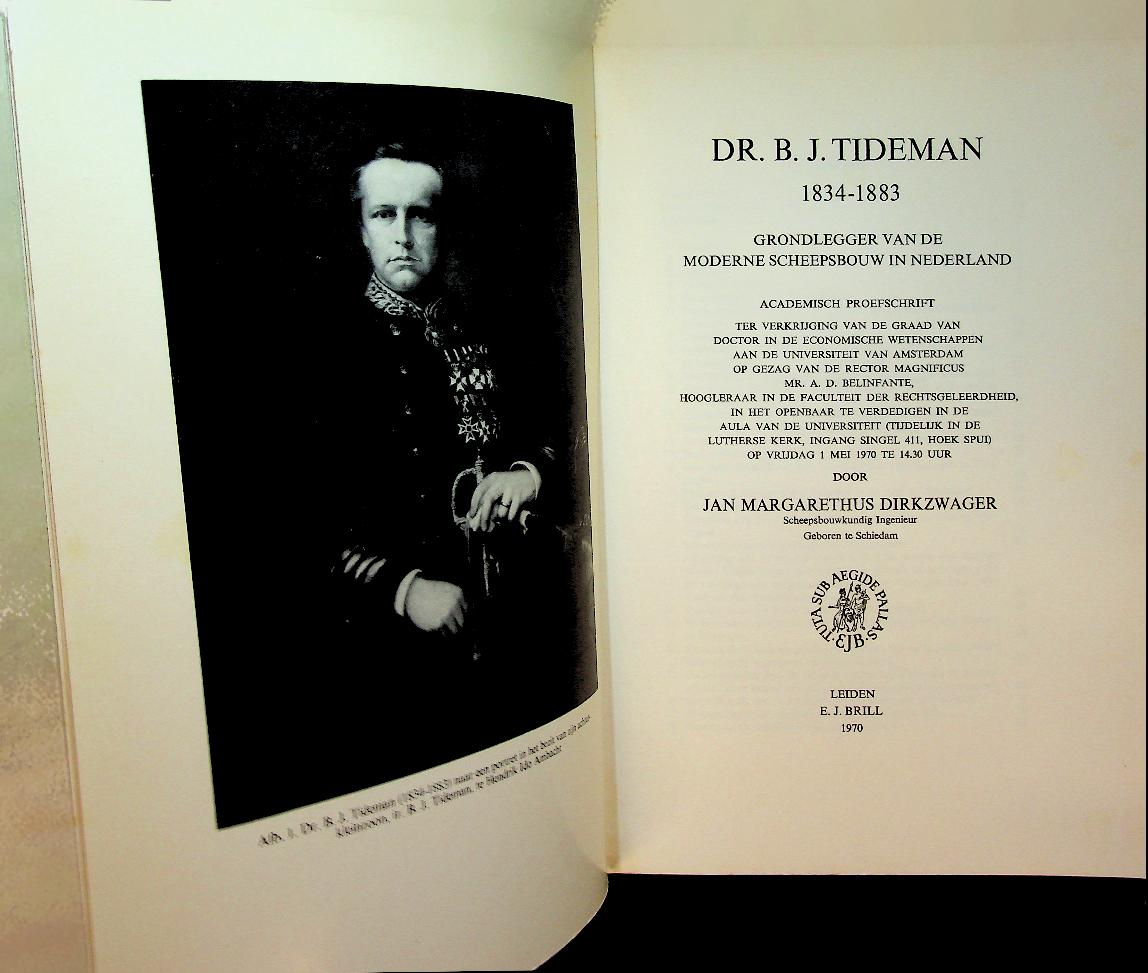 Afb. 1. Dr. B. J. Tideman (1834-1883) naar een portret in het bezit van zijn achter-
kleinzoon, ir. B. J. Tideman, te Hendrik Ido Ambacht
DR. B. J. TIDEMAN
1834-1883
GRONDLEGGER VAN DE
MODERNE SCHEEPSBOUW IN NEDERLAND
ACADEMISCH PROEFSCHRIFT
TER VERKRIJGING VAN DE GRAAD VAN
DOCTOR IN DE ECONOMISCHE WETENSCHAPPEN
AAN DE UNIVERSITEIT VAN AMSTERDAM
OP GEZAG VAN DE RECTOR MAGNIFICUS
MR. A. D. BELINFANTE,
HOOGLERAAR IN DE FACULTEIT DER RECHTSGELEERDHEID,
IN HET OPENBAAR TE VERDEDIGEN IN DE
AULA VAN DE UNIVERSITEIT (TIJDELIJK IN DE
LUTHERSE KERK, INGANG SINGEL 411, HOEK SPUI)
OP VRIJDAG 1 MEI 1970 TE 14.30 UUR
DOOR
JAN MARGARETHUS DIRKZWAGER
Scheepsbouwkundig Ingenieur
Geboren te Schiedam
TUTA SUB AEGIDE PALLAS
·EJB·
LEIDEN
E. J. BRILL
1970